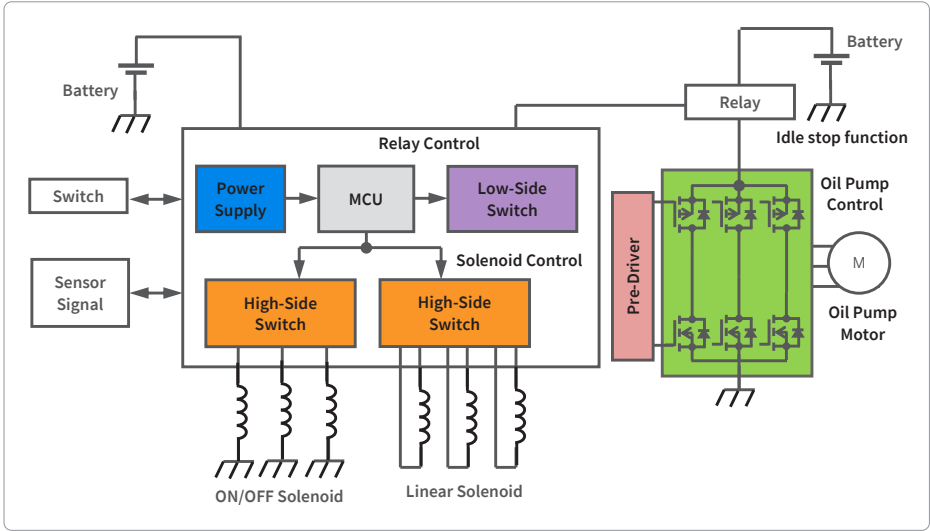 Battery
Battery
Relay
Idle stop function
Relay Control
Power
Supply
MCU
Low-Side
Switch
Switch
Sensor
Signal
Solenoid Control
High-Side
Switch
High-Side
Switch
ON/OFF Solenoid
Linear Solenoid
Pre-Driver
Oil Pump
Control
M
Oil Pump
Motor